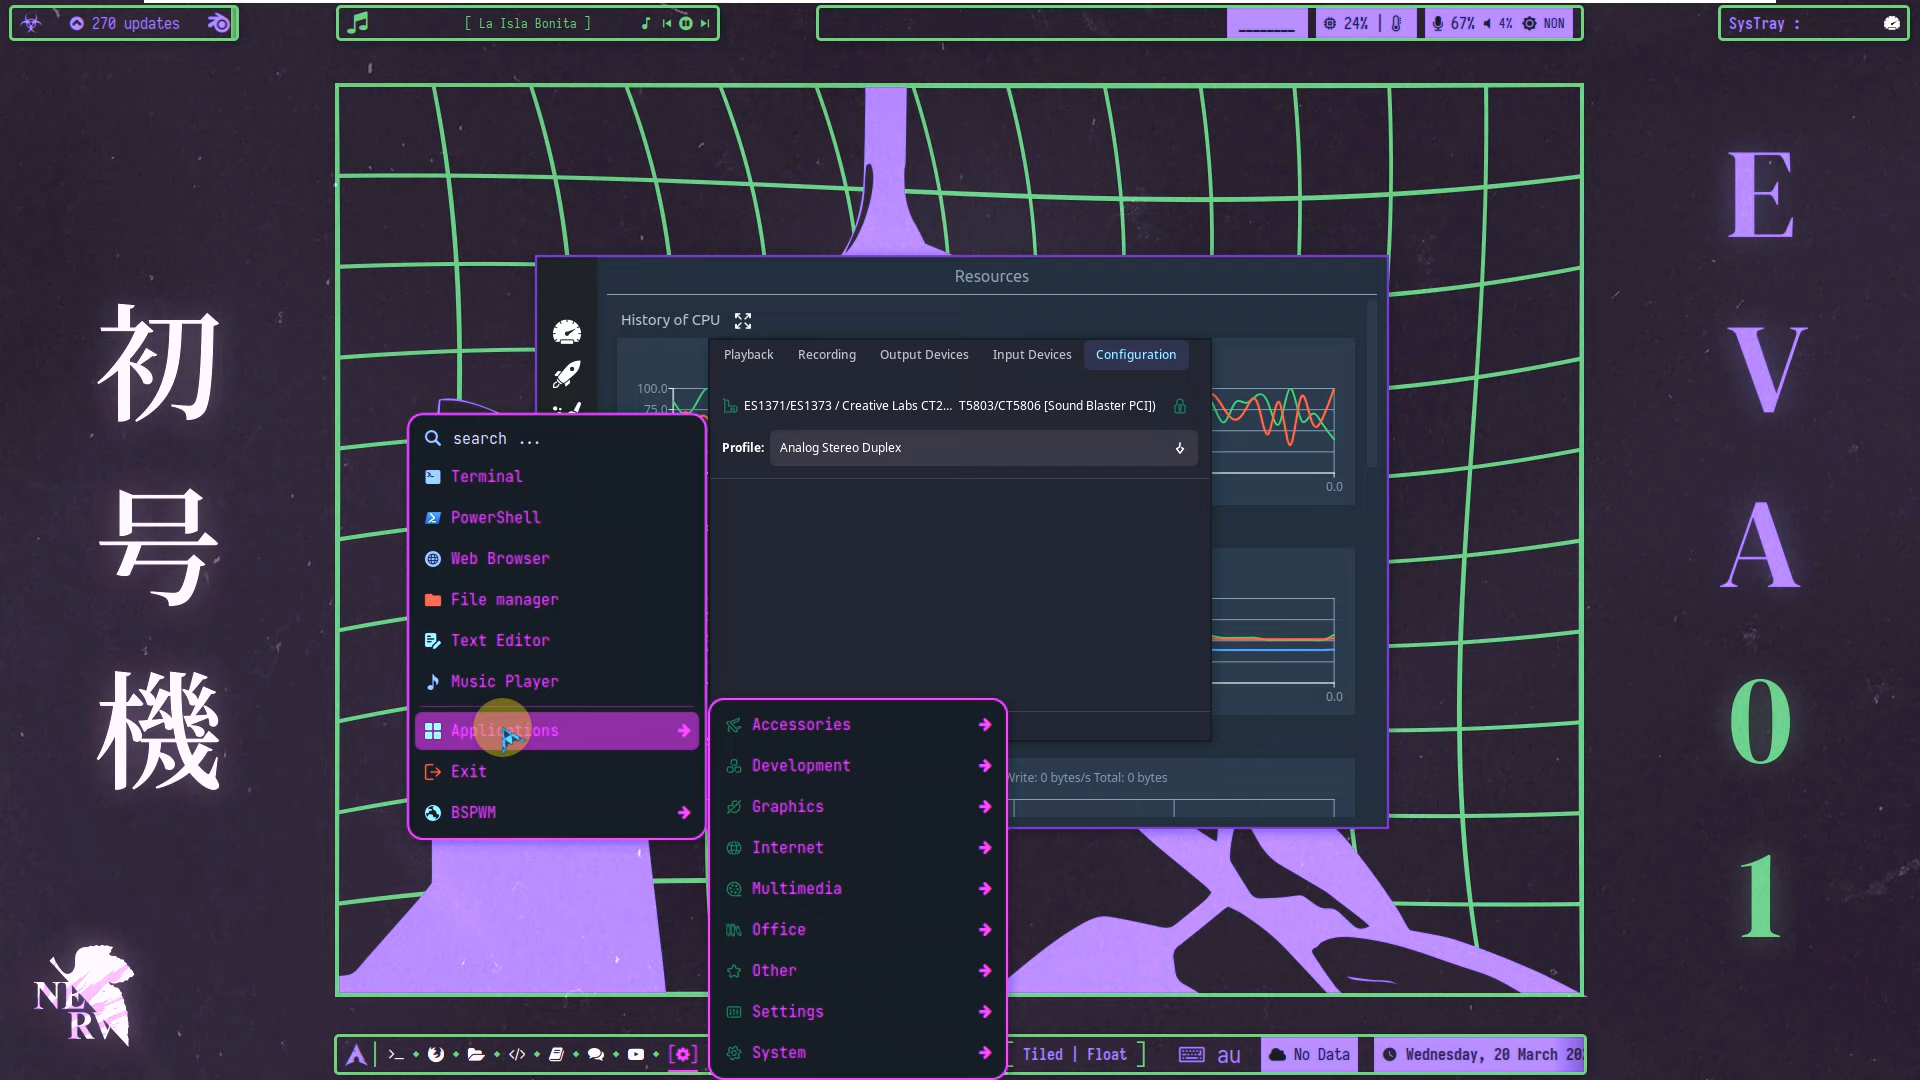 270 updates
[ La Isla Bonita ]
24% |
67% 4% NON
SysTray :
初
号
機
NERV
E
V
A
0
1
Resources
History of CPU
100.0
75.0
0.0
0.0
Write: 0 bytes/s Total: 0 bytes
Playback Recording Output Devices Input Devices Configuration
ES1371/ES1373 / Creative Labs CT2... T5803/CT5806 [Sound Blaster PCI])
Profile: Analog Stereo Duplex
search ...
Terminal
PowerShell
Web Browser
File manager
Text Editor
Music Player
Applications
Exit
BSPWM
Accessories
Development
Graphics
Internet
Multimedia
Office
Other
Settings
System
[ Tiled | Float ]
au
No Data
Wednesday, 20 March 20